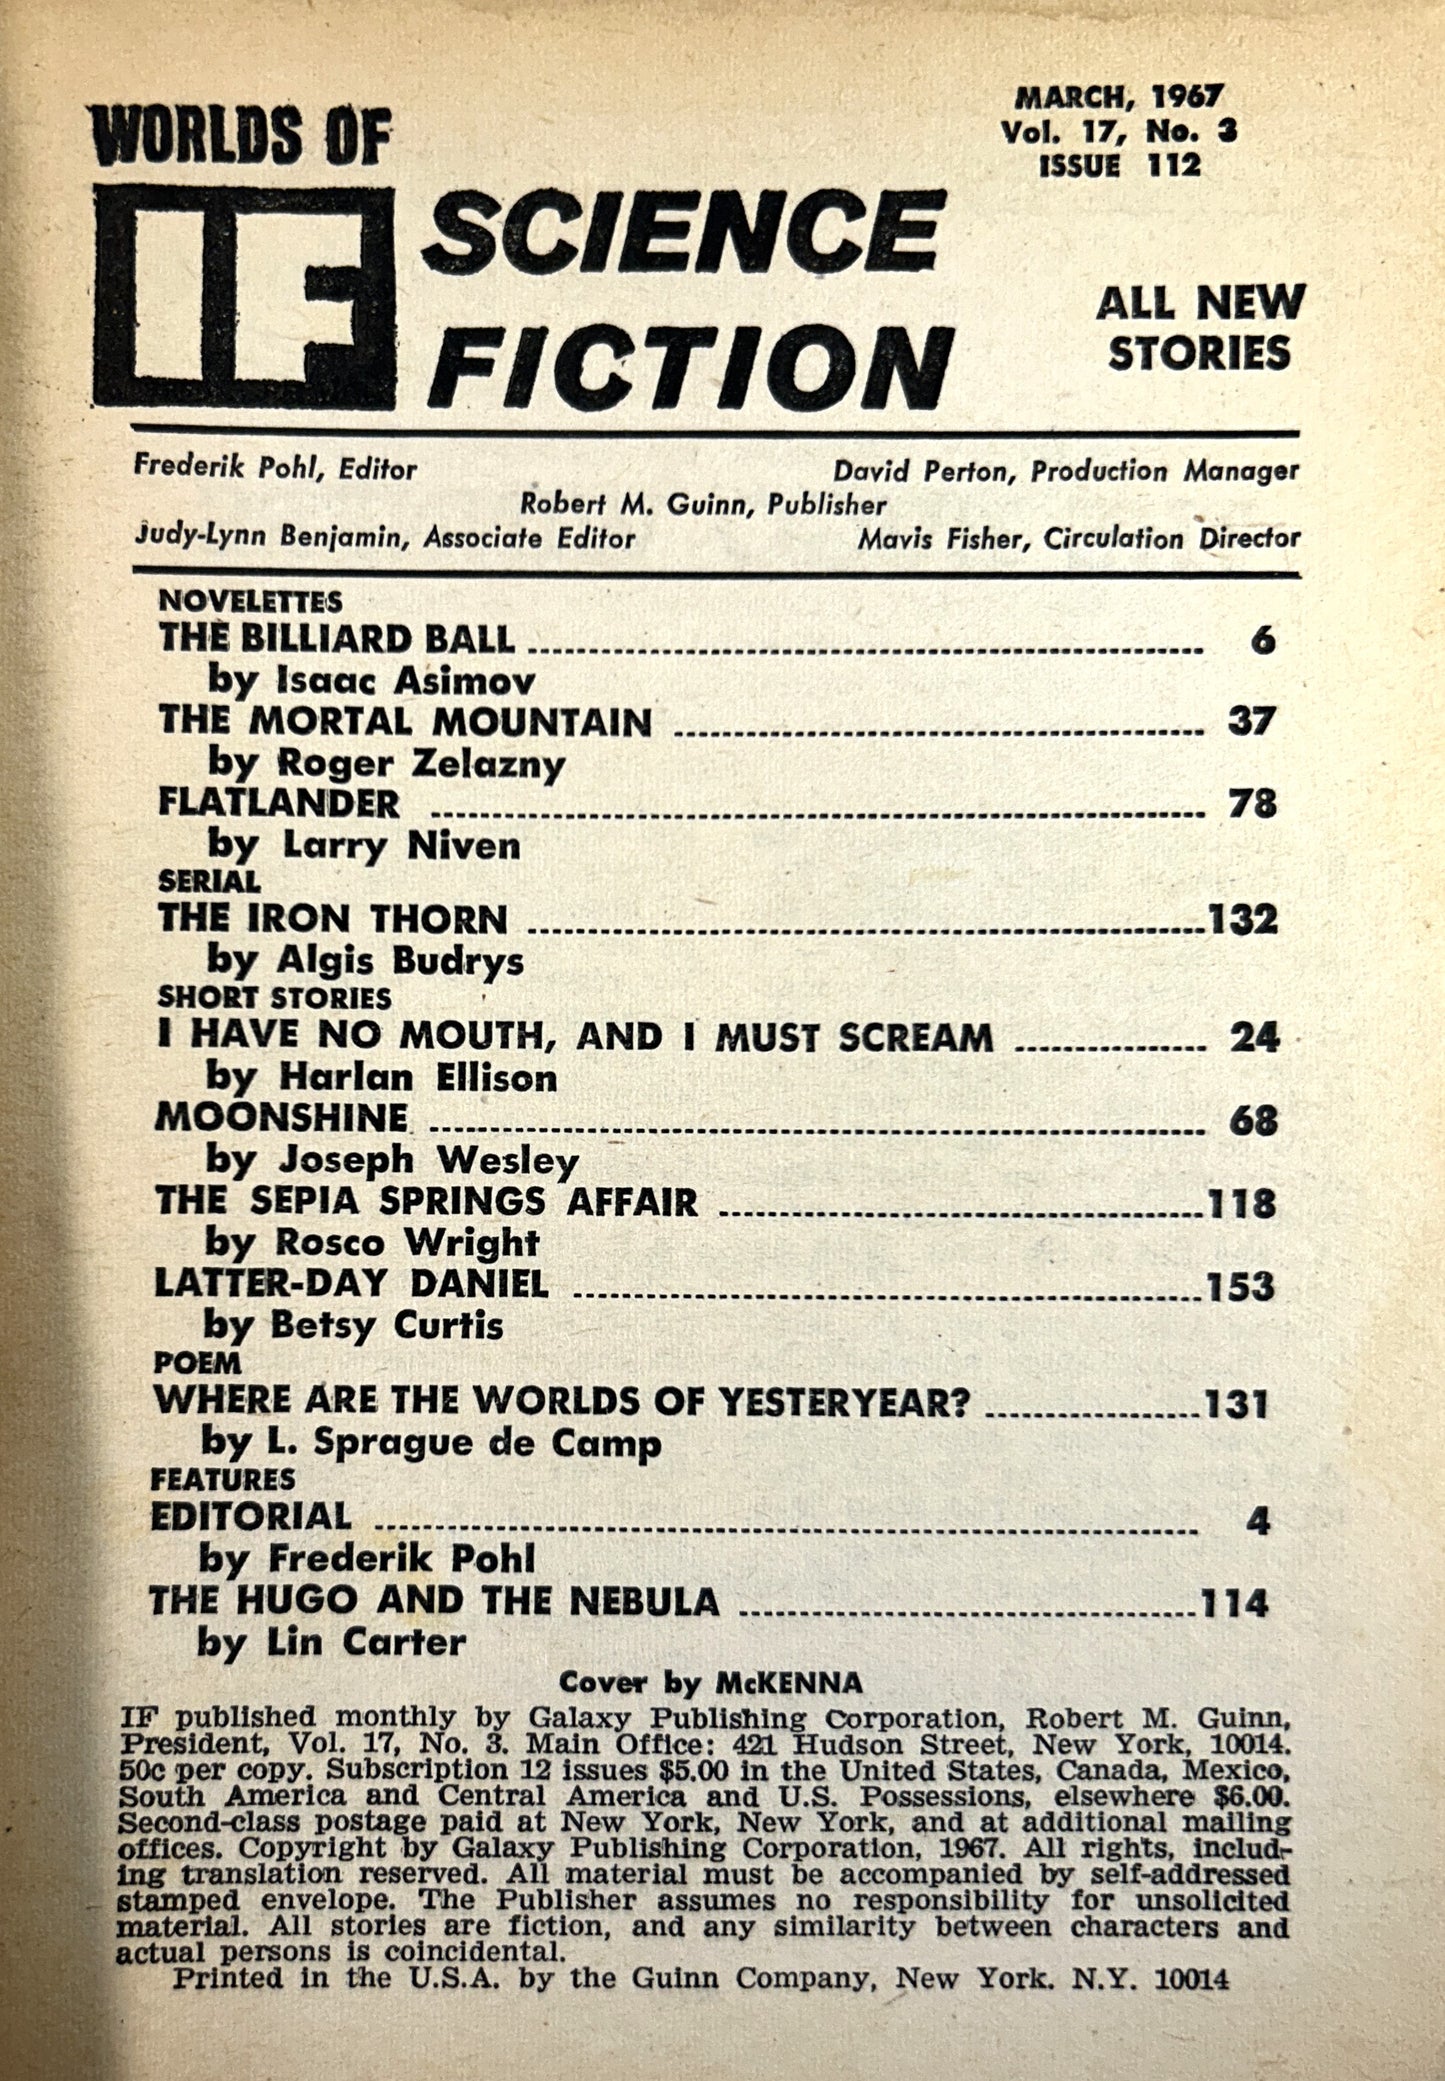 MARCH, 1967
Vol. 17, No. 3
ISSUE 112
WORLDS OF
IF
SCIENCE
FICTION
ALL NEW
STORIES
Frederik Pohl, Editor
David Perton, Production Manager
Robert M. Guinn, Publisher
Judy-Lynn Benjamin, Associate Editor
Mavis Fisher, Circulation Director
NOVELETTES
THE BILLIARD BALL ........................................ 6
by Isaac Asimov
THE MORTAL MOUNTAIN ........................................ 37
by Roger Zelazny
FLATLANDER ........................................ 78
by Larry Niven
SERIAL
THE IRON THORN ........................................132
by Algis Budrys
SHORT STORIES
I HAVE NO MOUTH, AND I MUST SCREAM ................ 24
by Harlan Ellison
MOONSHINE ........................................ 68
by Joseph Wesley
THE SEPIA SPRINGS AFFAIR ........................................118
by Rosco Wright
LATTER-DAY DANIEL ........................................153
by Betsy Curtis
POEM
WHERE ARE THE WORLDS OF YESTERYEAR? ..................131
by L. Sprague de Camp
FEATURES
EDITORIAL ........................................ 4
by Frederik Pohl
THE HUGO AND THE NEBULA ........................................114
by Lin Carter
Cover by McKENNA
IF published monthly by Galaxy Publishing Corporation, Robert M. Guinn,
President, Vol. 17, No. 3. Main Office: 421 Hudson Street, New York, 10014.
50c per copy. Subscription 12 issues $5.00 in the United States, Canada, Mexico,
South America and Central America and U.S. Possessions, elsewhere $6.00.
Second-class postage paid at New York, New York, and at additional mailing
offices. Copyright by Galaxy Publishing Corporation, 1967. All rights, includ-
ing translation reserved. All material must be accompanied by self-addressed
stamped envelope. The Publisher assumes no responsibility for unsolicited
material. All stories are fiction, and any similarity between characters and
actual persons is coincidental.
Printed in the U.S.A. by the Guinn Company, New York. N.Y. 10014